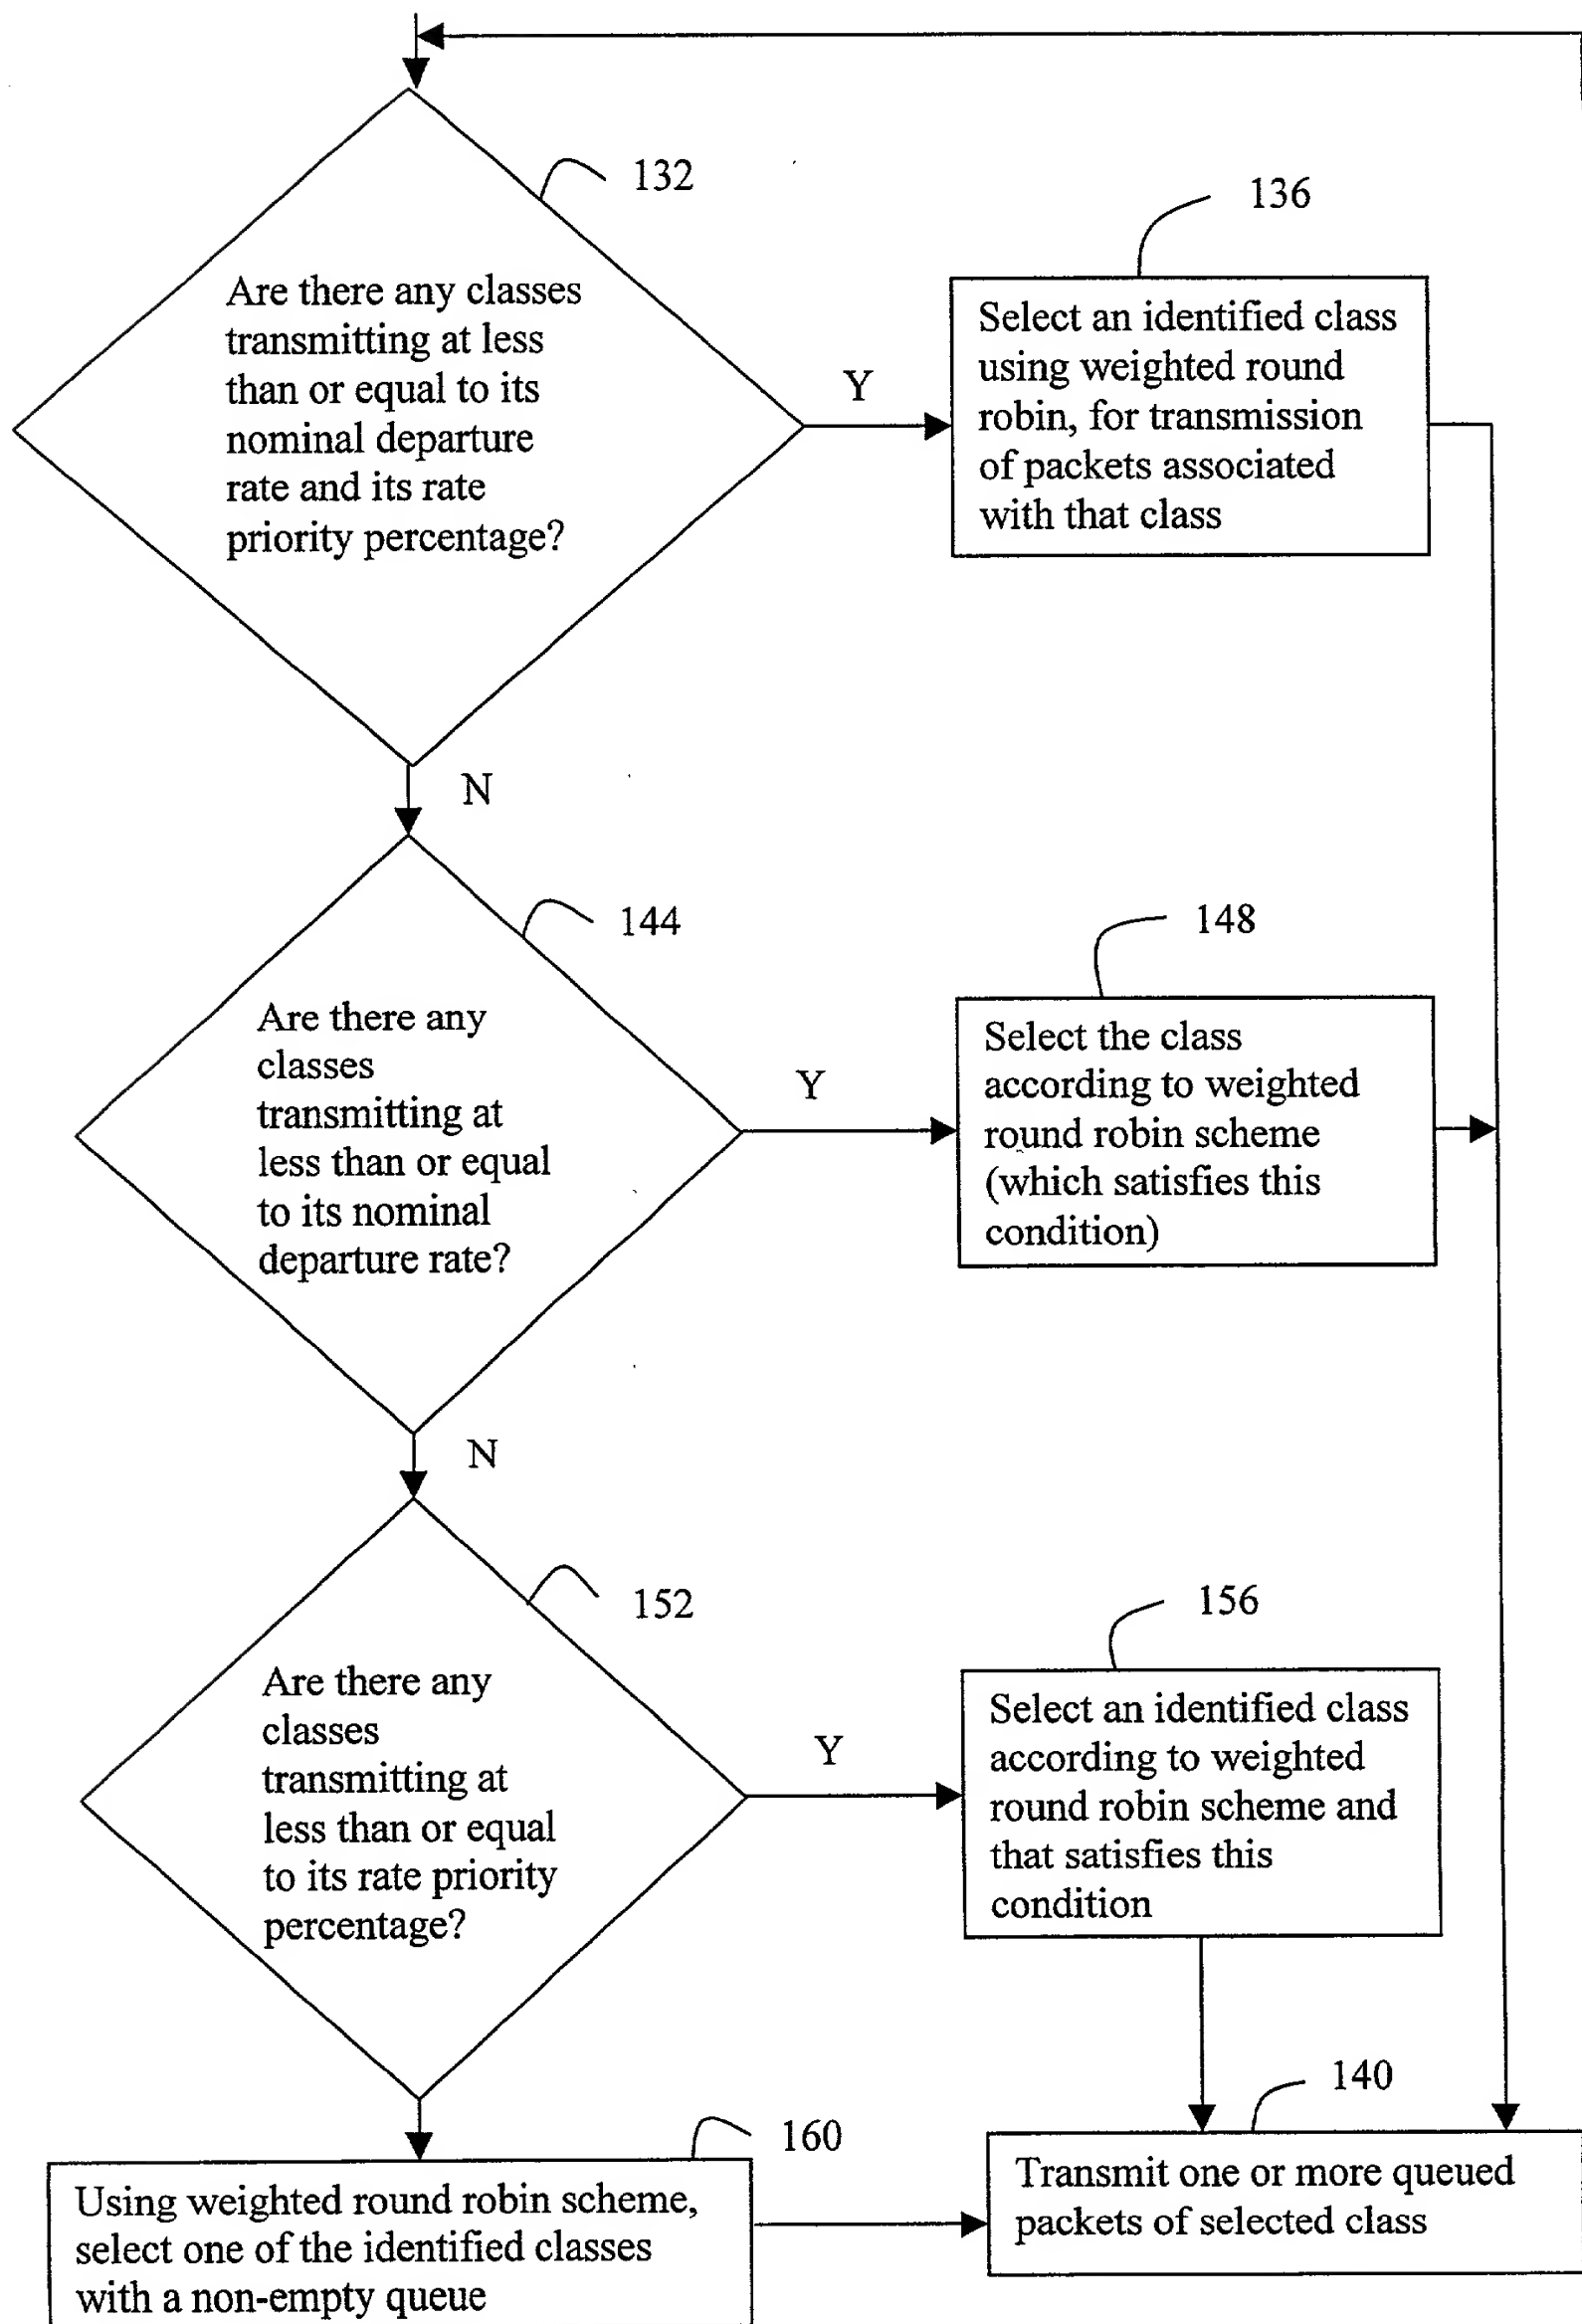 132
Are there any classes
transmitting at less
than or equal to its
nominal departure
rate and its rate
priority percentage?
Y
136
Select an identified class
using weighted round
robin, for transmission
of packets associated
with that class
N
144
Are there any
classes
transmitting at
less than or equal
to its nominal
departure rate?
Y
148
Select the class
according to weighted
round robin scheme
(which satisfies this
condition)
N
152
Are there any
classes
transmitting at
less than or equal
to its rate priority
percentage?
Y
156
Select an identified class
according to weighted
round robin scheme and
that satisfies this
condition
160
Using weighted round robin scheme,
select one of the identified classes
with a non-empty queue
140
Transmit one or more queued
packets of selected class